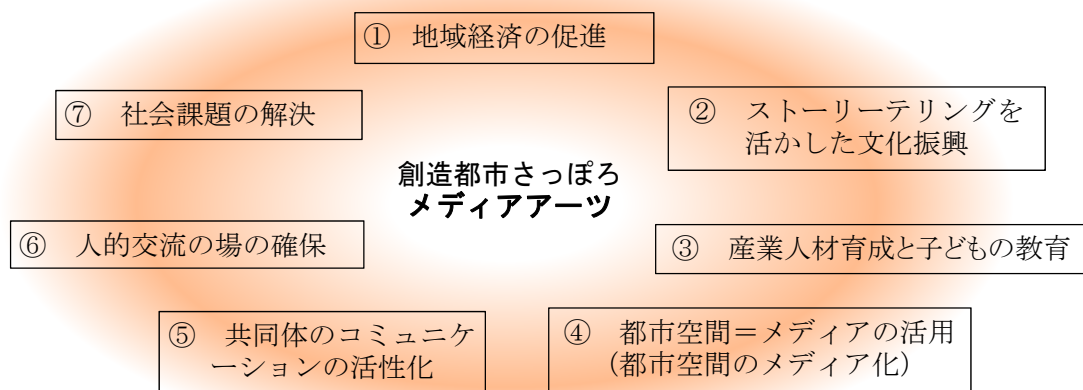 ① 地域経済の促進
⑦ 社会課題の解決
② ストーリーテリングを
活かした文化振興
創造都市さっぽろ
メディアアーツ
⑥ 人的交流の場の確保
③ 産業人材育成と子どもの教育
⑤ 共同体のコミュニケ
ーションの活性化
④ 都市空間＝メディアの活用
(都市空間のメディア化)